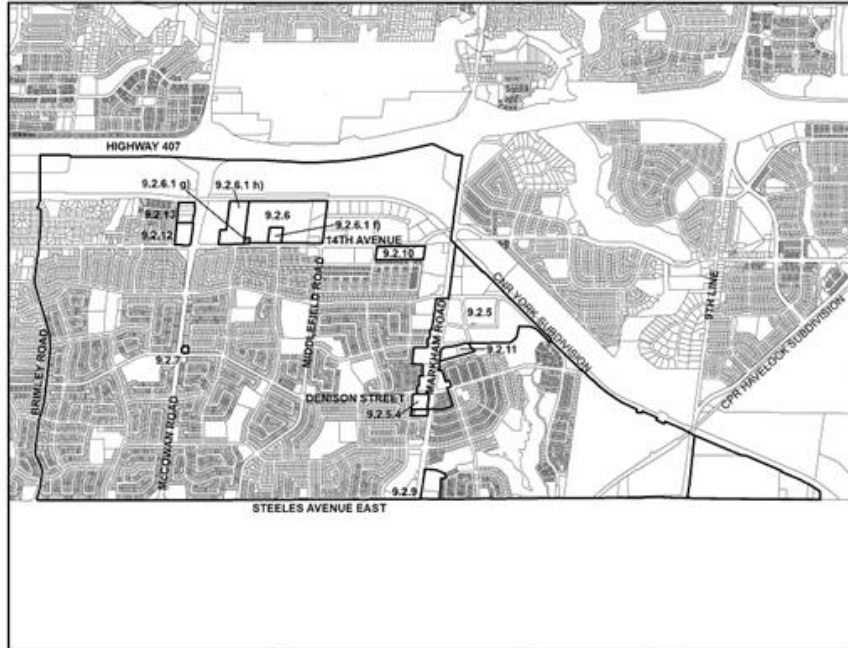 HIGHWAY 407
9.2.6.1 g)
9.2.6.1 h)
9.2.13
9.2.6
9.2.6.1 f)
9.2.12
14TH AVENUE
9.2.10
CNR YORK SUBDIVISION
9TH LINE
MIDDLEFIELD ROAD
MARKHAM ROAD
9.2.5
CPR HAVELOCK SUBDIVISION
BRIMLEY ROAD
9.2.7
9.2.11
DENISON STREET
9.2.5.4
McCOWAN ROAD
9.2.9
STEELES AVENUE EAST